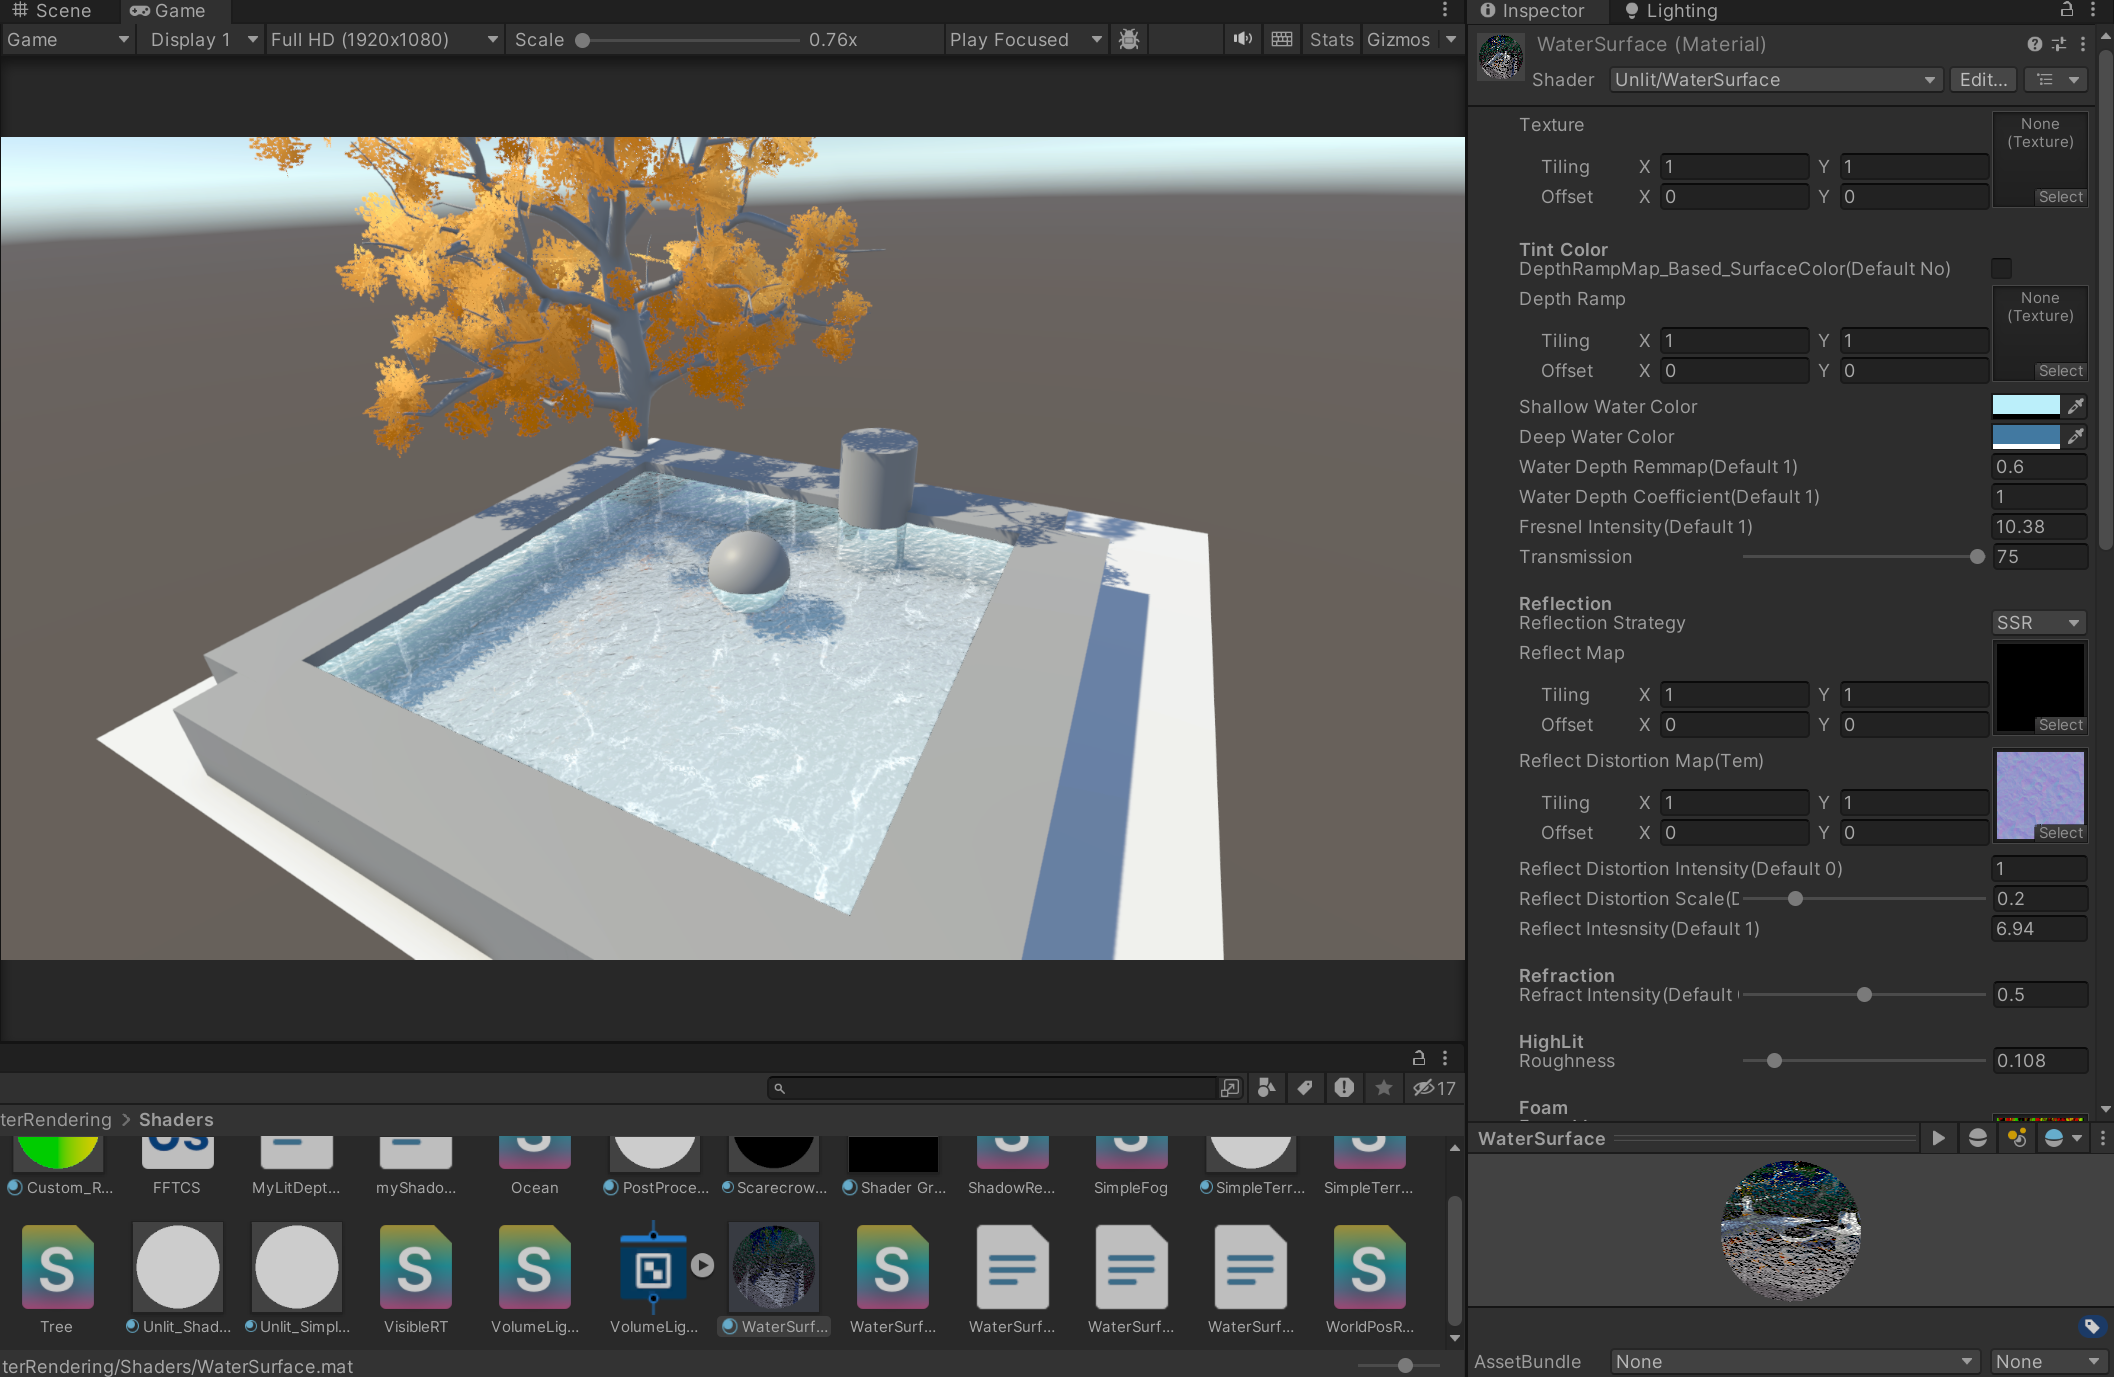 Scene
Game
Game
Display 1
Full HD (1920x1080)
Scale
0.76x
Play Focused
Stats
Gizmos
17
terRendering
Shaders
Custom_R...
FFTCS
MyLitDept...
myShado...
Ocean
PostProce...
Scarecrow...
Shader Gr...
ShadowRe...
SimpleFog
SimpleTerr...
SimpleTerr...
S
S
S
S
S
Tree
Unlit_Shad...
Unlit_Simpl...
VisibleRT
VolumeLig...
VolumeLig...
WaterSurf...
WaterSurf...
WaterSurf...
WaterSurf...
WaterSurf...
WorldPosR...
terRendering/Shaders/WaterSurface.mat
Inspector
Lighting
WaterSurface (Material)
Shader
Unlit/WaterSurface
Edit...
Texture
None
(Texture)
Tiling X 1 Y 1
Offset X 0 Y 0
Select
Tint Color
DepthRampMap_Based_SurfaceColor(Default No)
Depth Ramp
None
(Texture)
Tiling X 1 Y 1
Offset X 0 Y 0
Select
Shallow Water Color
Deep Water Color
Water Depth Remmap(Default 1) 0.6
Water Depth Coefficient(Default 1) 1
Fresnel Intensity(Default 1) 10.38
Transmission 75
Reflection
Reflection Strategy SSR
Reflect Map
Tiling X 1 Y 1
Offset X 0 Y 0
Select
Reflect Distortion Map(Tem)
Tiling X 1 Y 1
Offset X 0 Y 0
Select
Reflect Distortion Intensity(Default 0) 1
Reflect Distortion Scale( 0.2
Reflect Intesnsity(Default 1) 6.94
Refraction
Refract Intensity(Default 0.5
HighLit
Roughness 0.108
Foam
WaterSurface
AssetBundle None None